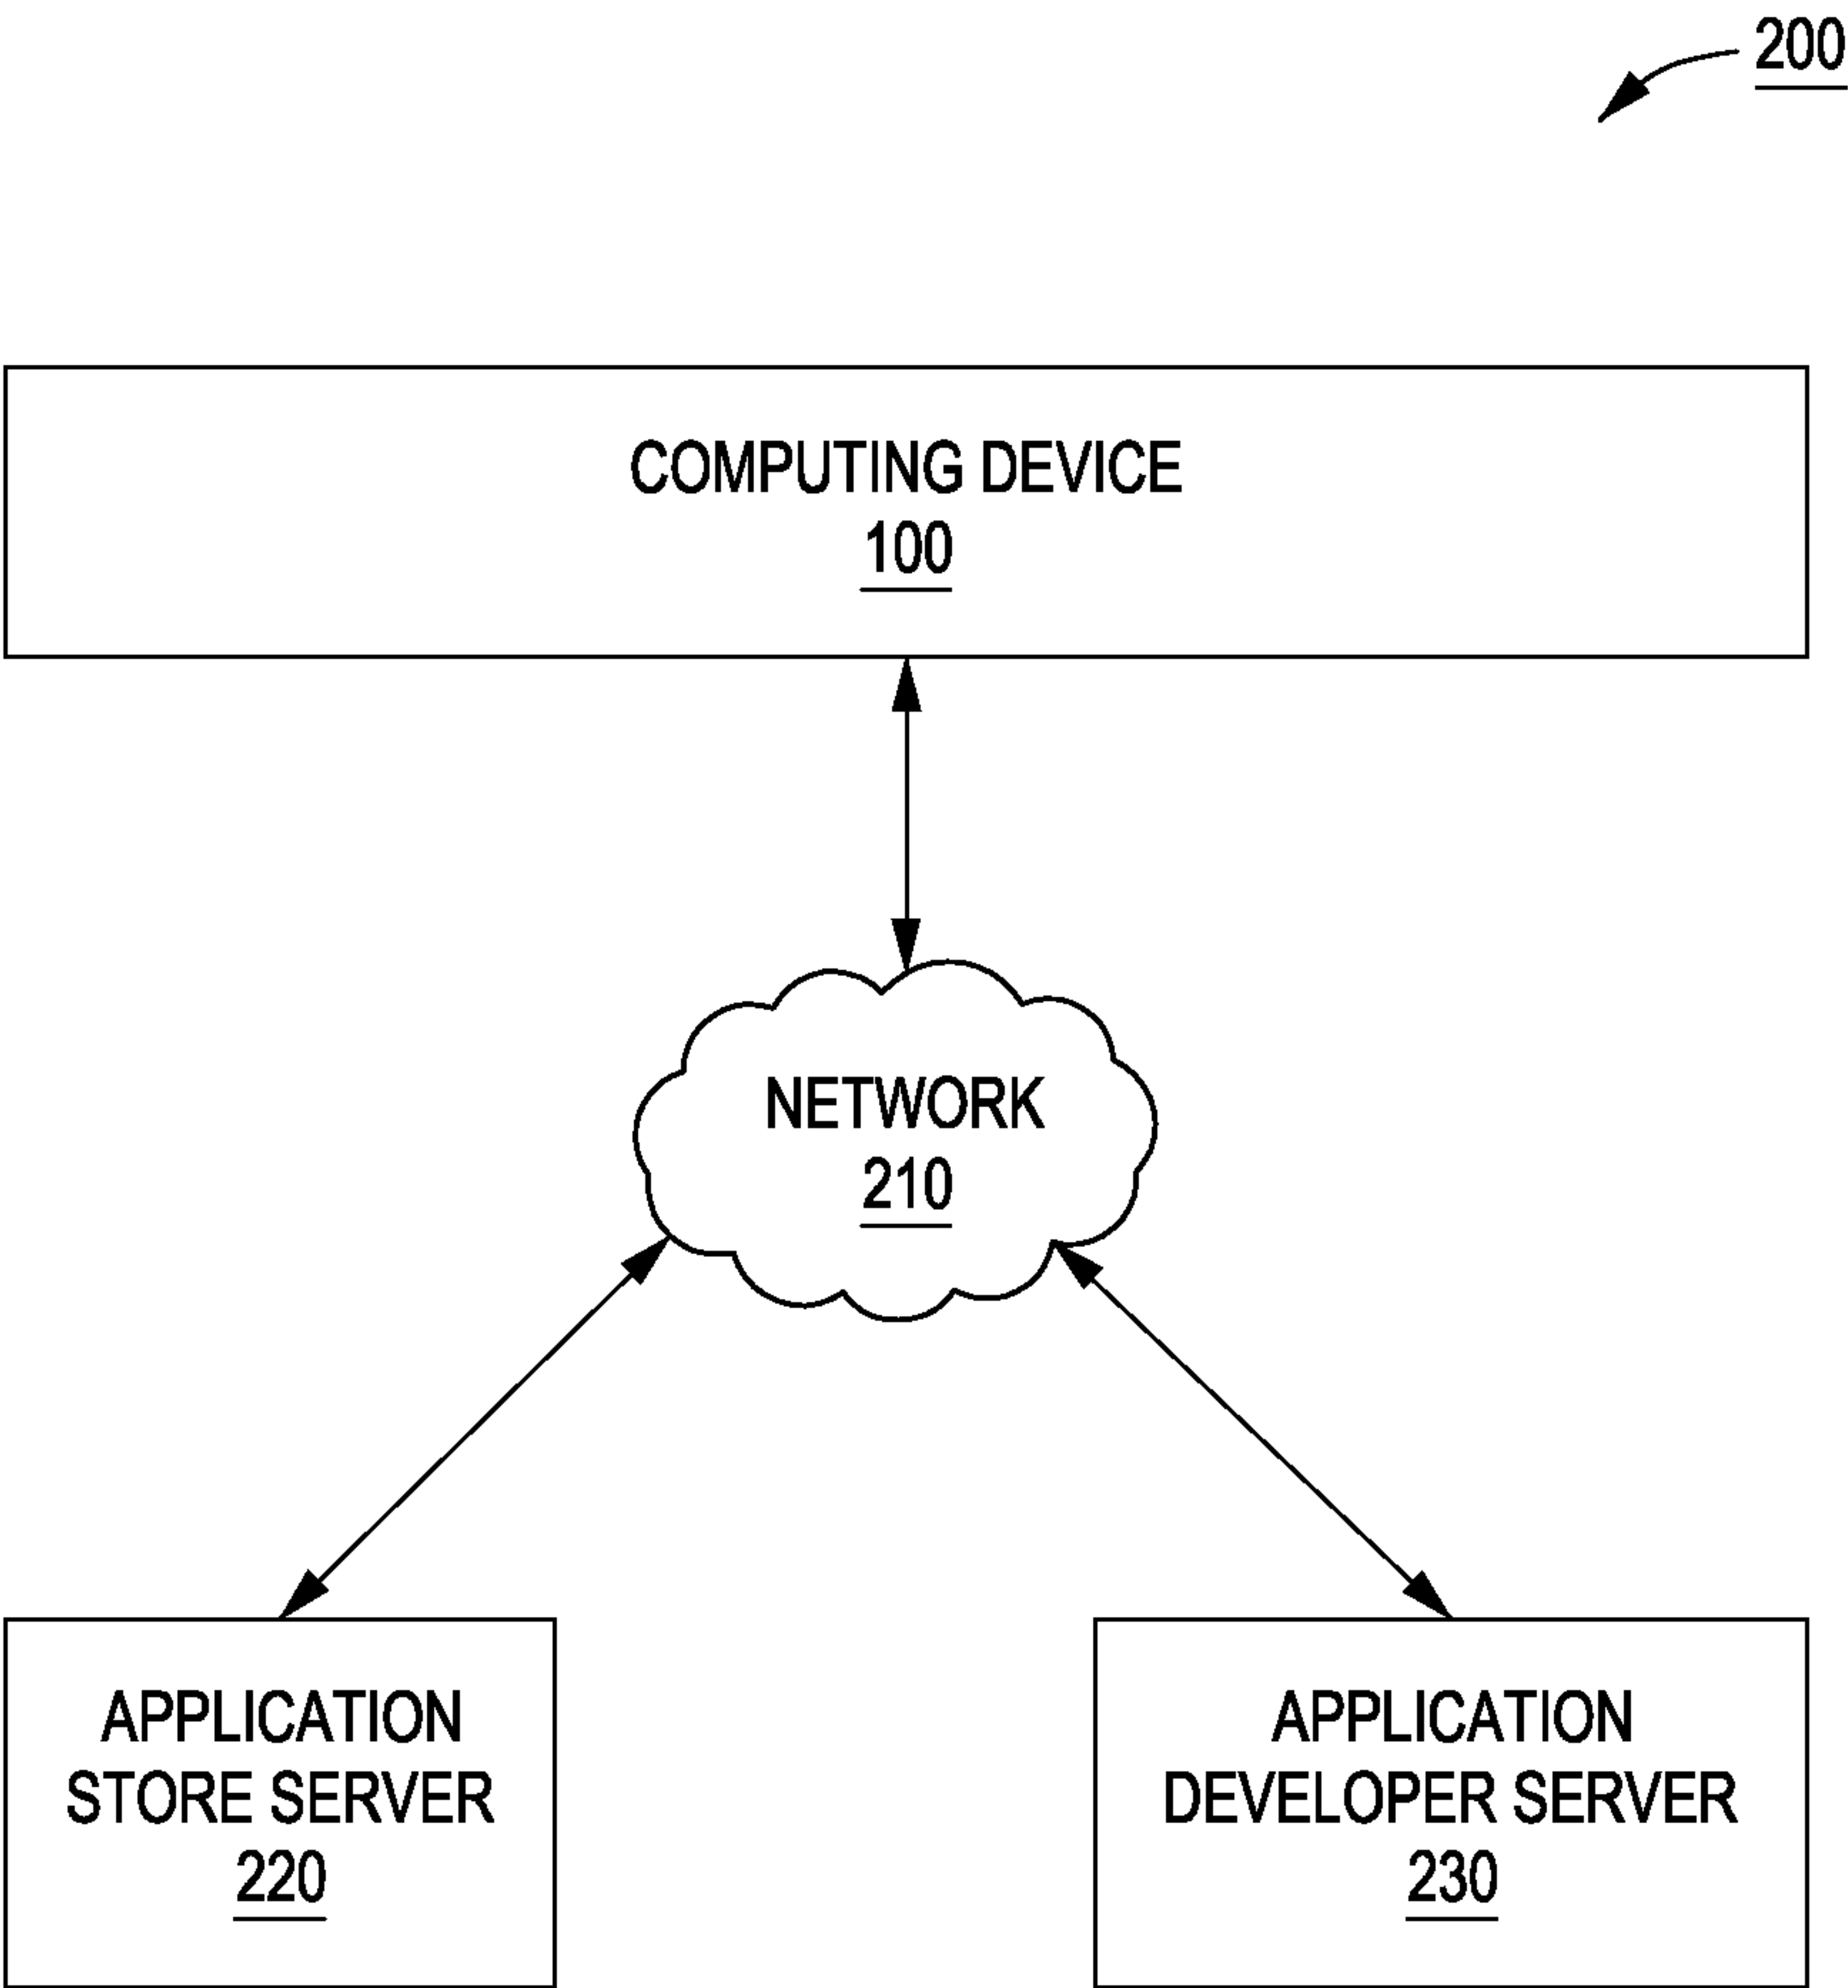 200
COMPUTING DEVICE
100
NETWORK
210
APPLICATION
STORE SERVER
220
APPLICATION
DEVELOPER SERVER
230